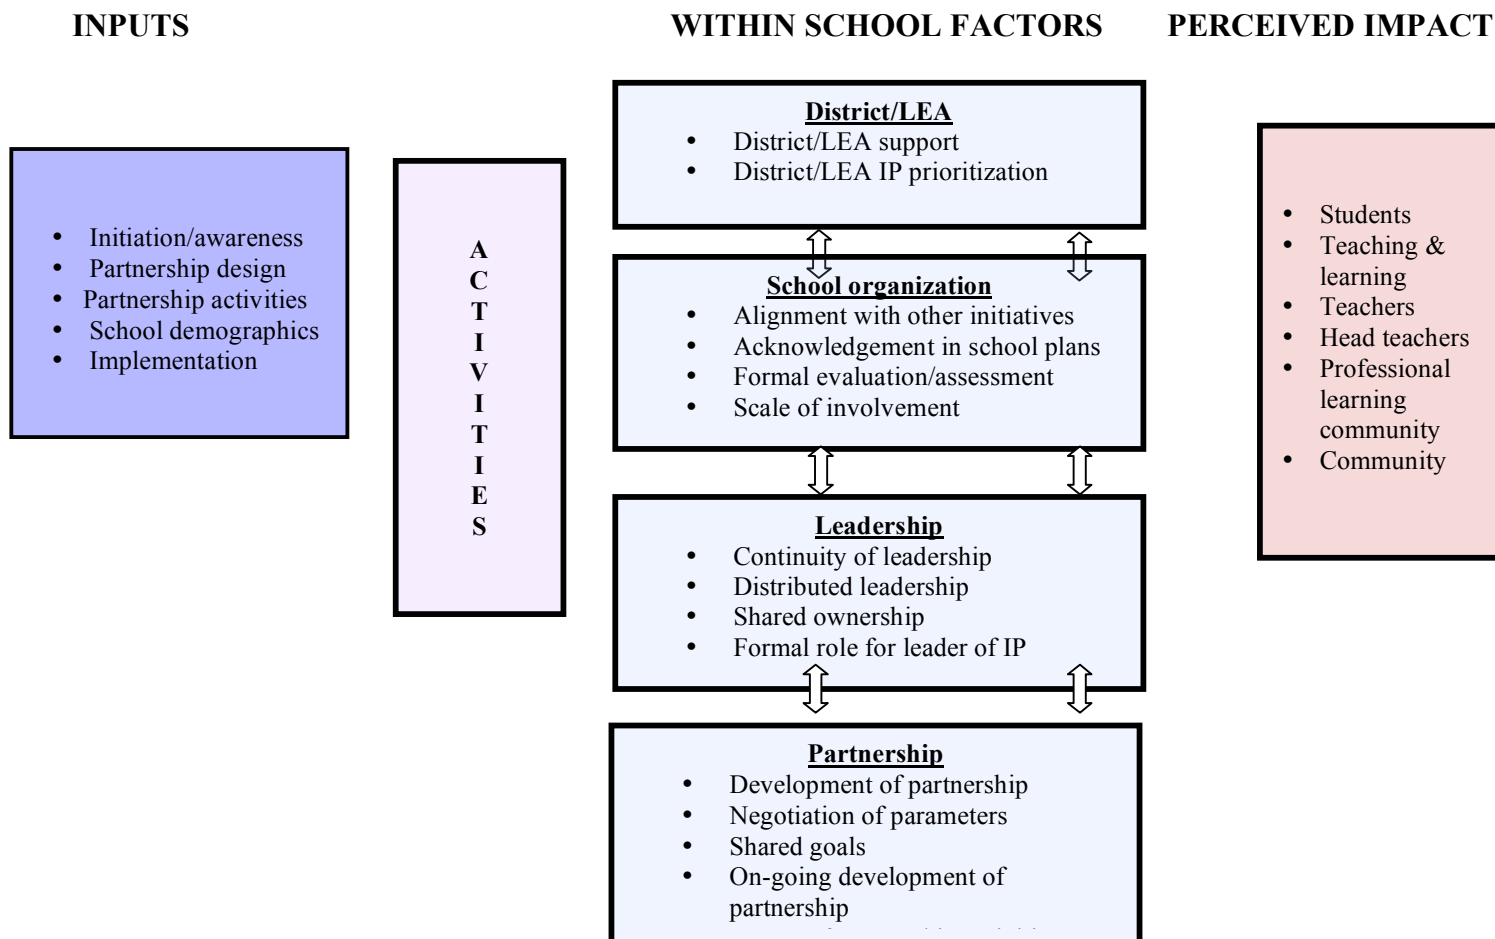 INPUTS
WITHIN SCHOOL FACTORS
PERCEIVED IMPACT
• Initiation/awareness
• Partnership design
• Partnership activities
• School demographics
• Implementation
A
C
T
I
V
I
T
I
E
S
District/LEA
• District/LEA support
• District/LEA IP prioritization
School organization
• Alignment with other initiatives
• Acknowledgement in school plans
• Formal evaluation/assessment
• Scale of involvement
Leadership
• Continuity of leadership
• Distributed leadership
• Shared ownership
• Formal role for leader of IP
Partnership
• Development of partnership
• Negotiation of parameters
• Shared goals
• On-going development of
partnership
• Students
• Teaching &
learning
• Teachers
• Head teachers
• Professional
learning
community
• Community